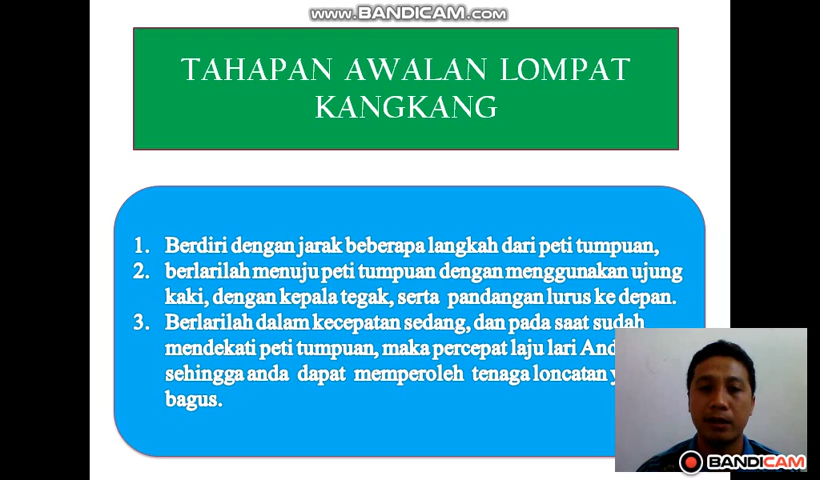 www.BANDICAM.com
TAHAPAN AWALAN LOMPAT
KANGKANG
1. Berdiri dengan jarak beberapa langkah dari peti tumpuan,
2. berlarilah menuju peti tumpuan dengan menggunakan ujung
kaki, dengan kepala tegak, serta pandangan lurus ke depan.
3. Berlarilah dalam kecepatan sedang, dan pada saat sudah
mendekati peti tumpuan, maka percepat laju lari
sehingga anda dapat memperoleh tenaga loncatan
bagus.
BANDICAM